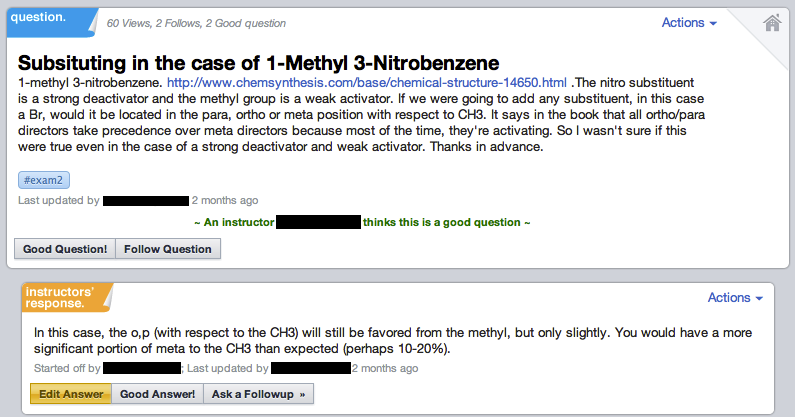 question.
60 Views, 2 Follows, 2 Good question
Actions
Subsituting in the case of 1-Methyl 3-Nitrobenzene
1-methyl 3-nitrobenzene. http://www.chemsynthesis.com/base/chemical-structure-14650.html .The nitro substituent
is a strong deactivator and the methyl group is a weak activator. If we were going to add any substituent, in this case
a Br, would it be located in the para, ortho or meta position with respect to CH3. It says in the book that all ortho/para
directors take precedence over meta directors because most of the time, they're activating. So I wasn't sure if this
were true even in the case of a strong deactivator and weak activator. Thanks in advance.
#exam2
Last updated by 2 months ago
~ An instructor thinks this is a good question ~
Good Question! Follow Question
instructors'
response.
Actions
In this case, the o,p (with respect to the CH3) will still be favored from the methyl, but only slightly. You would have a more
significant portion of meta to the CH3 than expected (perhaps 10-20%).
Started off by ; Last updated by 2 months ago
Edit Answer Good Answer! Ask a Followup »